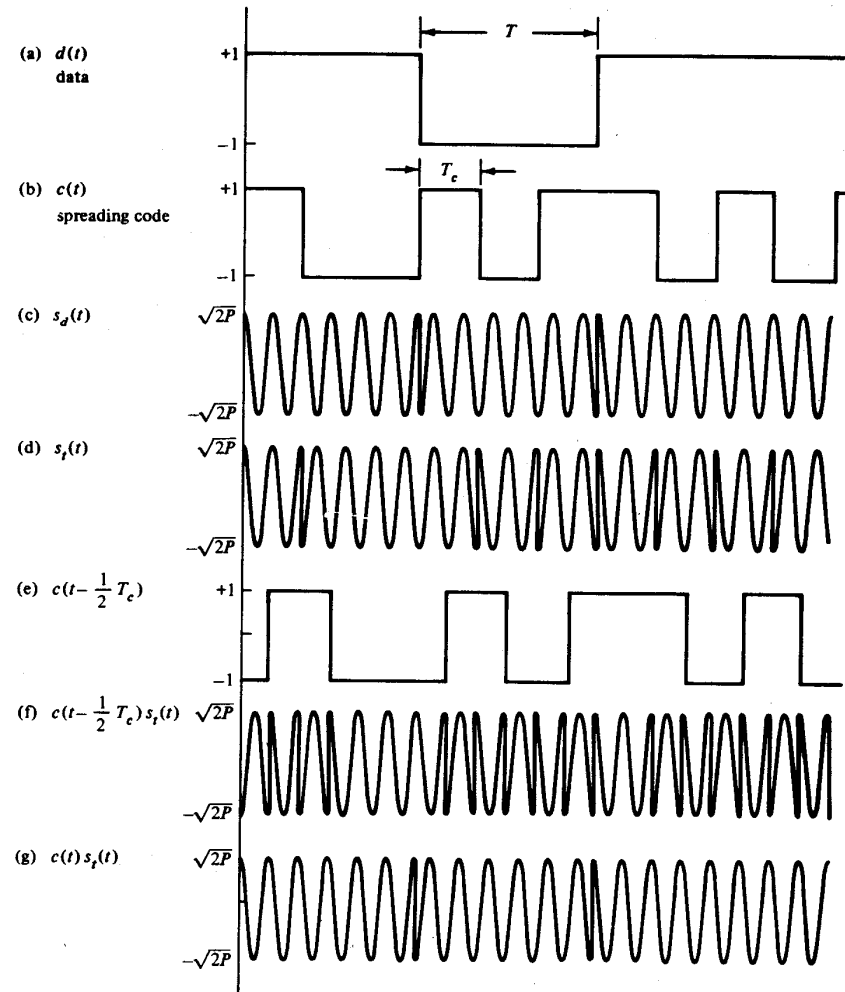 (a) d(t) +1 T
data
−1
(b) c(t) +1 T_c
spreading code
−1
(c) s_d(t) √2P
−√2P
(d) s_t(t) √2P
−√2P
(e) c(t − 1/2 T_c) +1
−1
(f) c(t − 1/2 T_c) s_t(t) √2P
−√2P
(g) c(t) s_t(t) √2P
−√2P